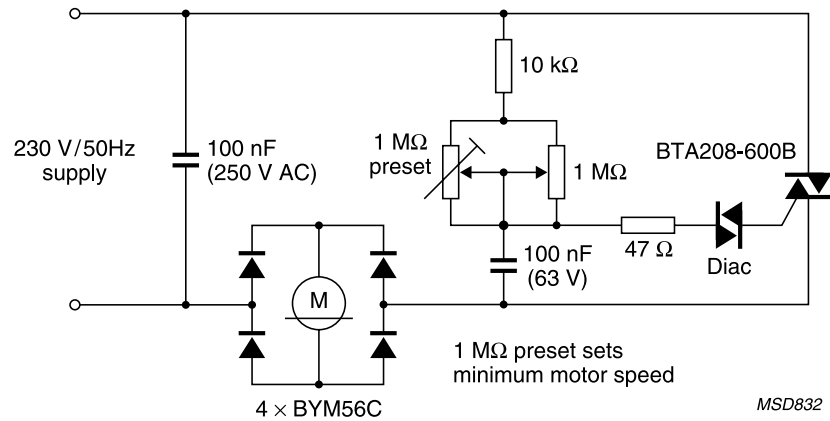 10 kΩ
1 MΩ
preset
BTA208-600B
230 V/50Hz
supply
100 nF
(250 V AC)
1 MΩ
47 Ω
Diac
100 nF
(63 V)
M
1 MΩ preset sets
minimum motor speed
4 × BYM56C
MSD832